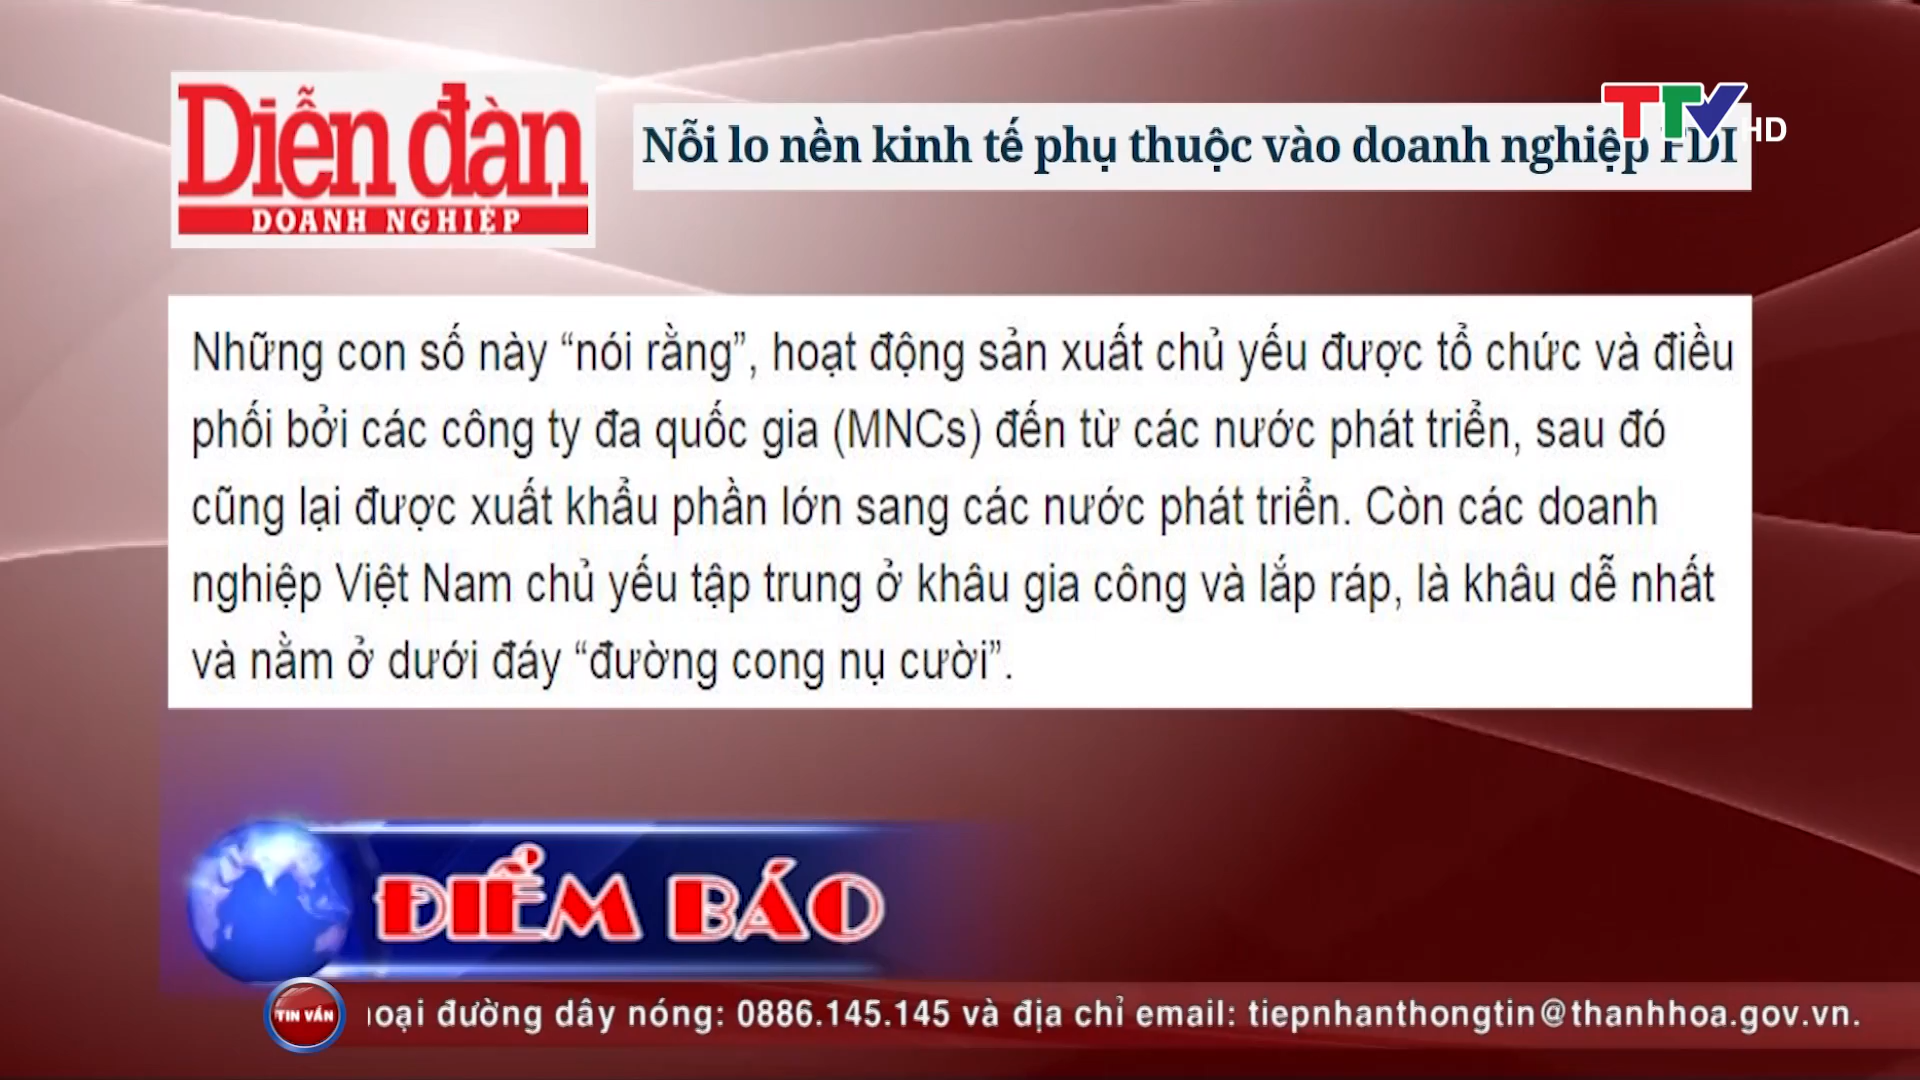 Diễn đàn
DOANH NGHIỆP
Nỗi lo nền kinh tế phụ thuộc vào doanh nghiệp FDI
TTV HD
Những con số này “nói rằng”, hoạt động sản xuất chủ yếu được tổ chức và điều
phối bởi các công ty đa quốc gia (MNCs) đến từ các nước phát triển, sau đó
cũng lại được xuất khẩu phần lớn sang các nước phát triển. Còn các doanh
nghiệp Việt Nam chủ yếu tập trung ở khâu gia công và lắp ráp, là khâu dễ nhất
và nằm ở dưới đáy “đường cong nụ cười”.
ĐIỂM BÁO
TIN VẮN
đường dây nóng: 0886.145.145 và địa chỉ email: tiepnhanthongtin@thanhhoa.gov.vn.